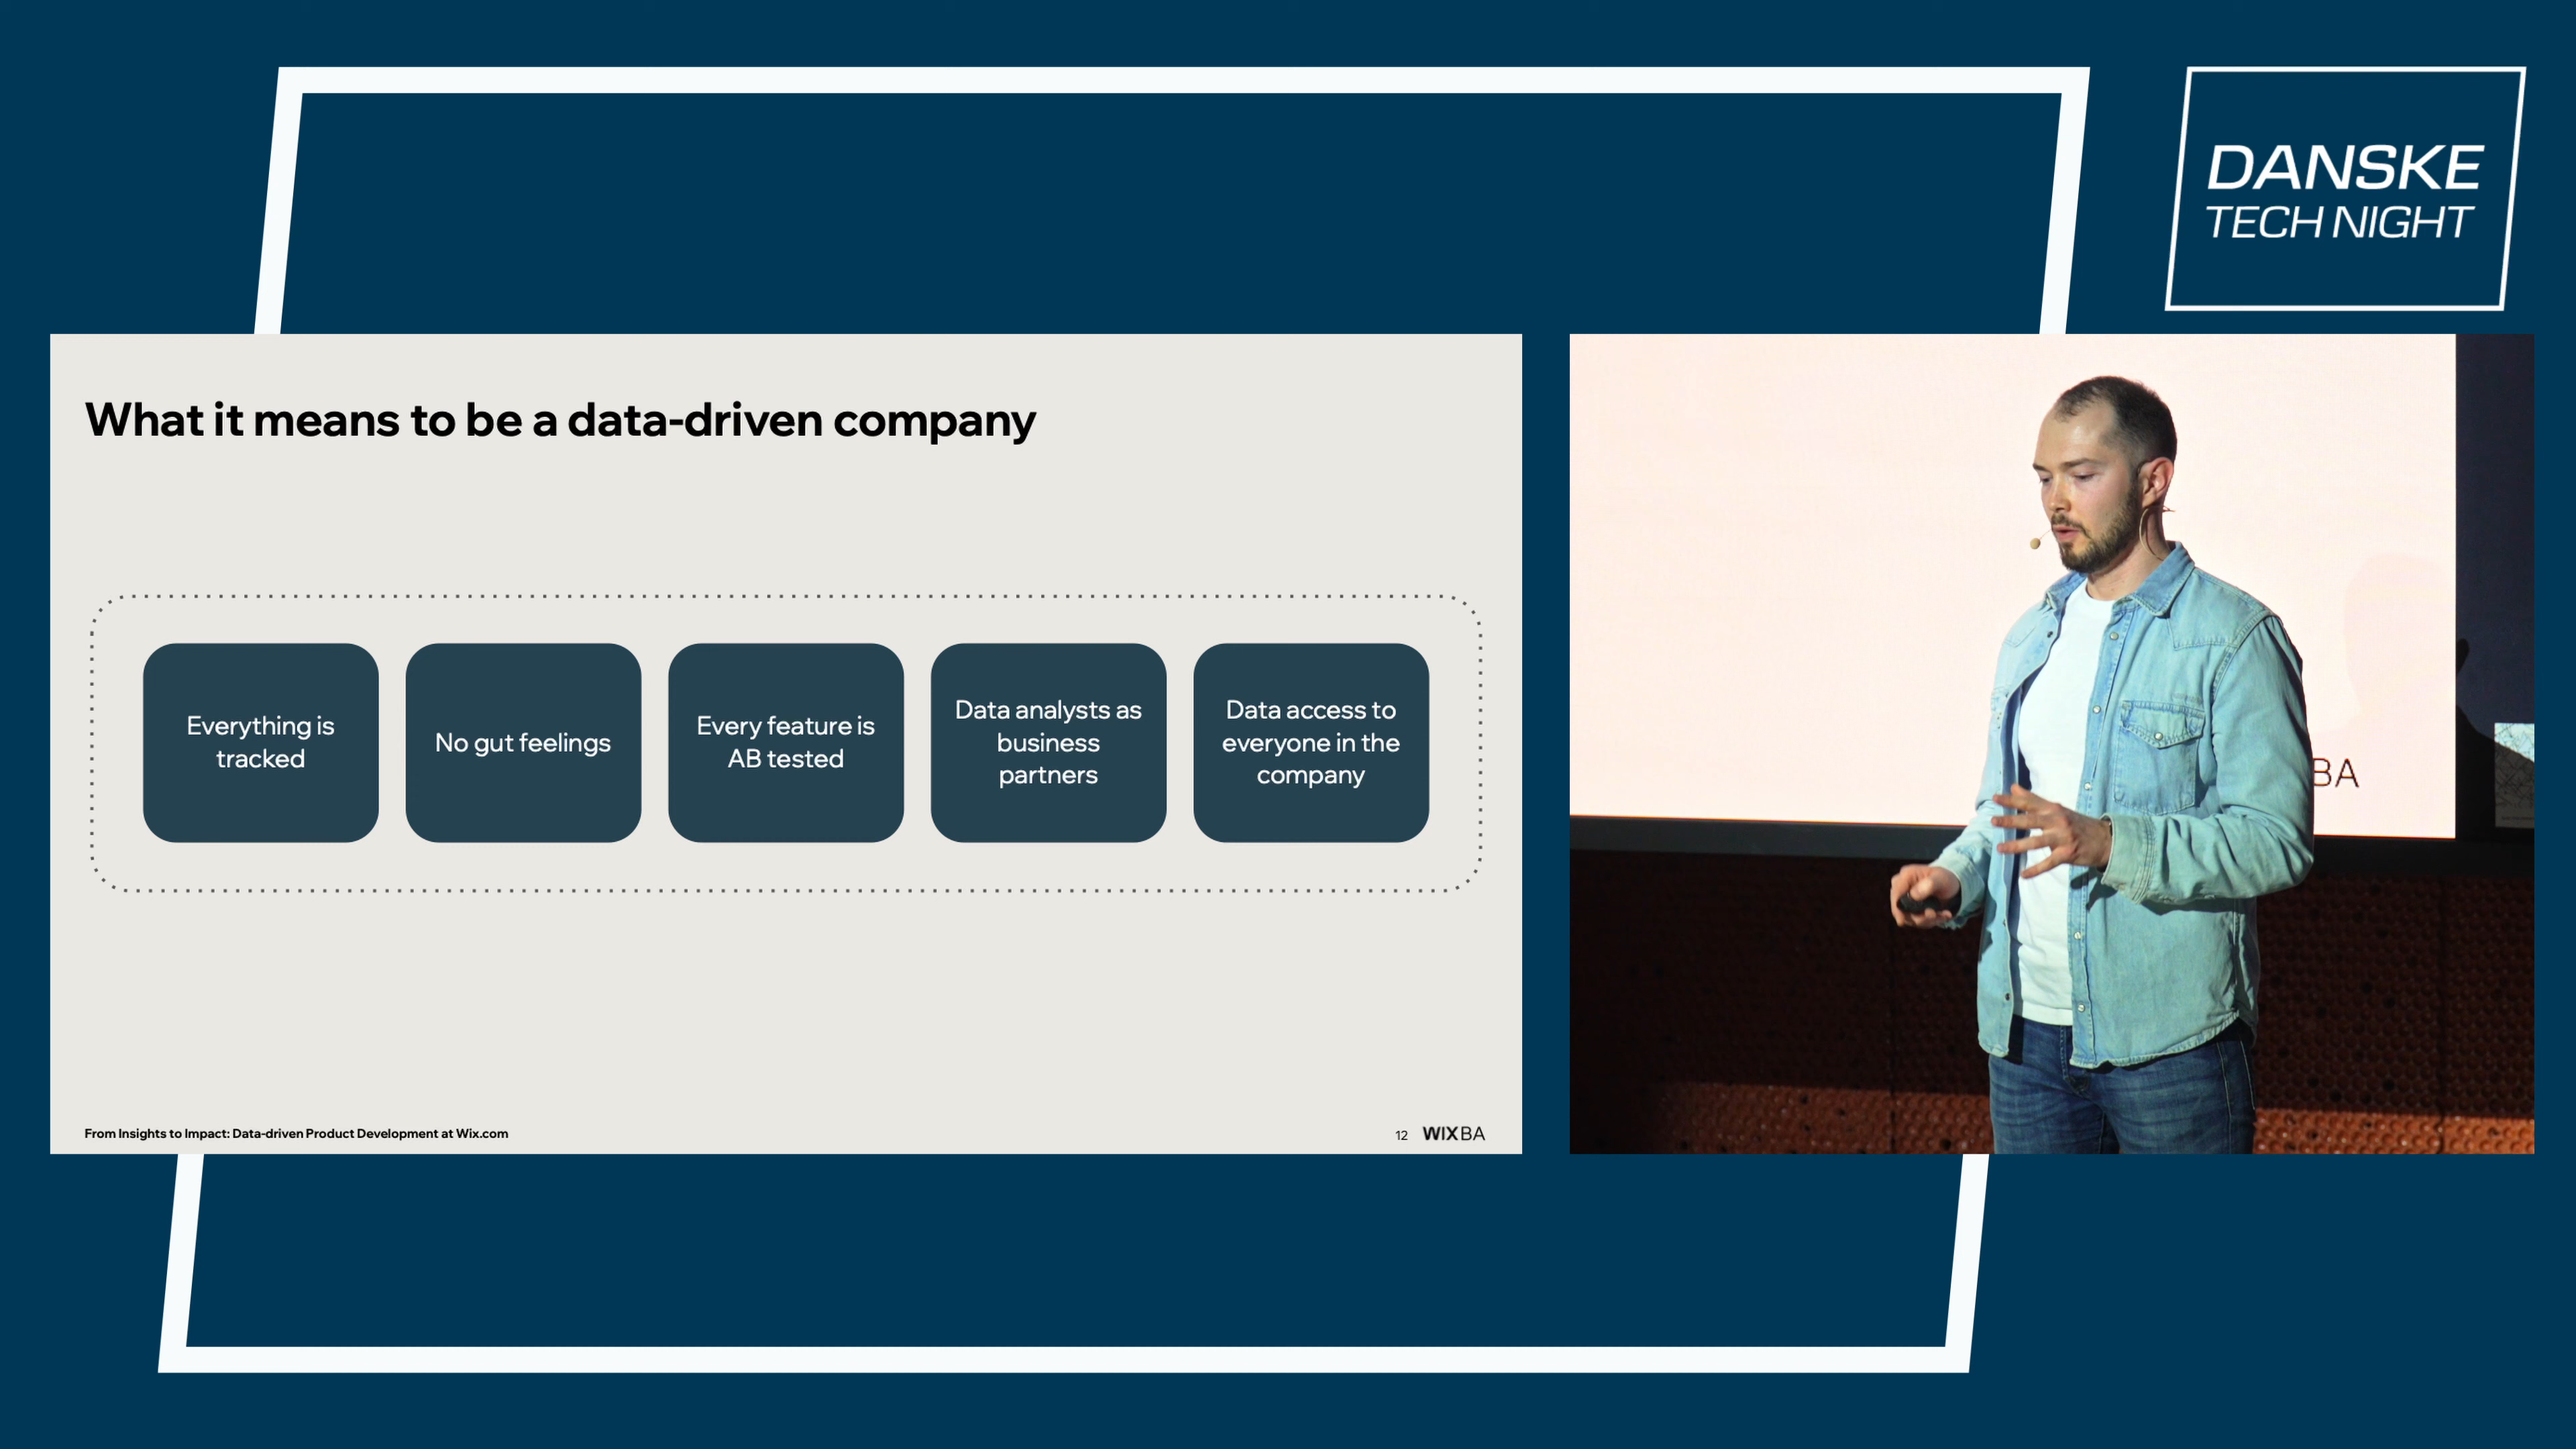 DANSKE
TECH NIGHT
What it means to be a data-driven company
Everything is
tracked
No gut feelings
Every feature is
AB tested
Data analysts as
business
partners
Data access to
everyone in the
company
From Insights to Impact: Data-driven Product Development at Wix.com
12
WIXBA
BA